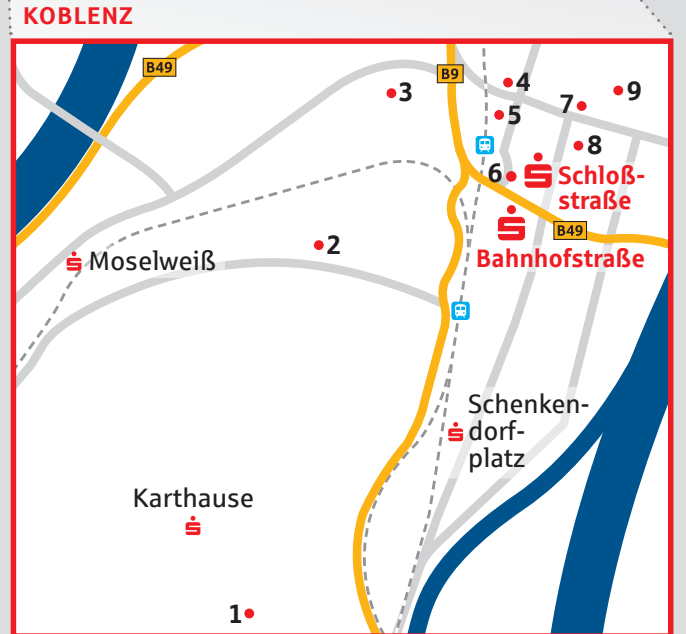 KOBLENZ
B49
B9
3
4
5
7
9
8
6
Schloß-
straße
B49
Bahnhofstraße
2
Moselweiß
Schenken-
dorf-
platz
Karthause
1